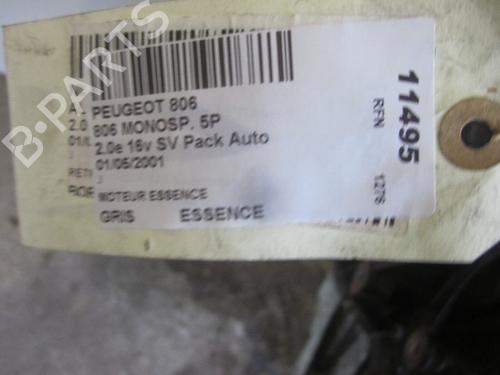 B-PARTS
PEUGEOT 806
806 MONOSP. 5P
2.0e 16v SV Pack Auto
01/05/2001
MOTEUR ESSENCE
GRIS ESSENCE
11495
RFN
1276
2.0